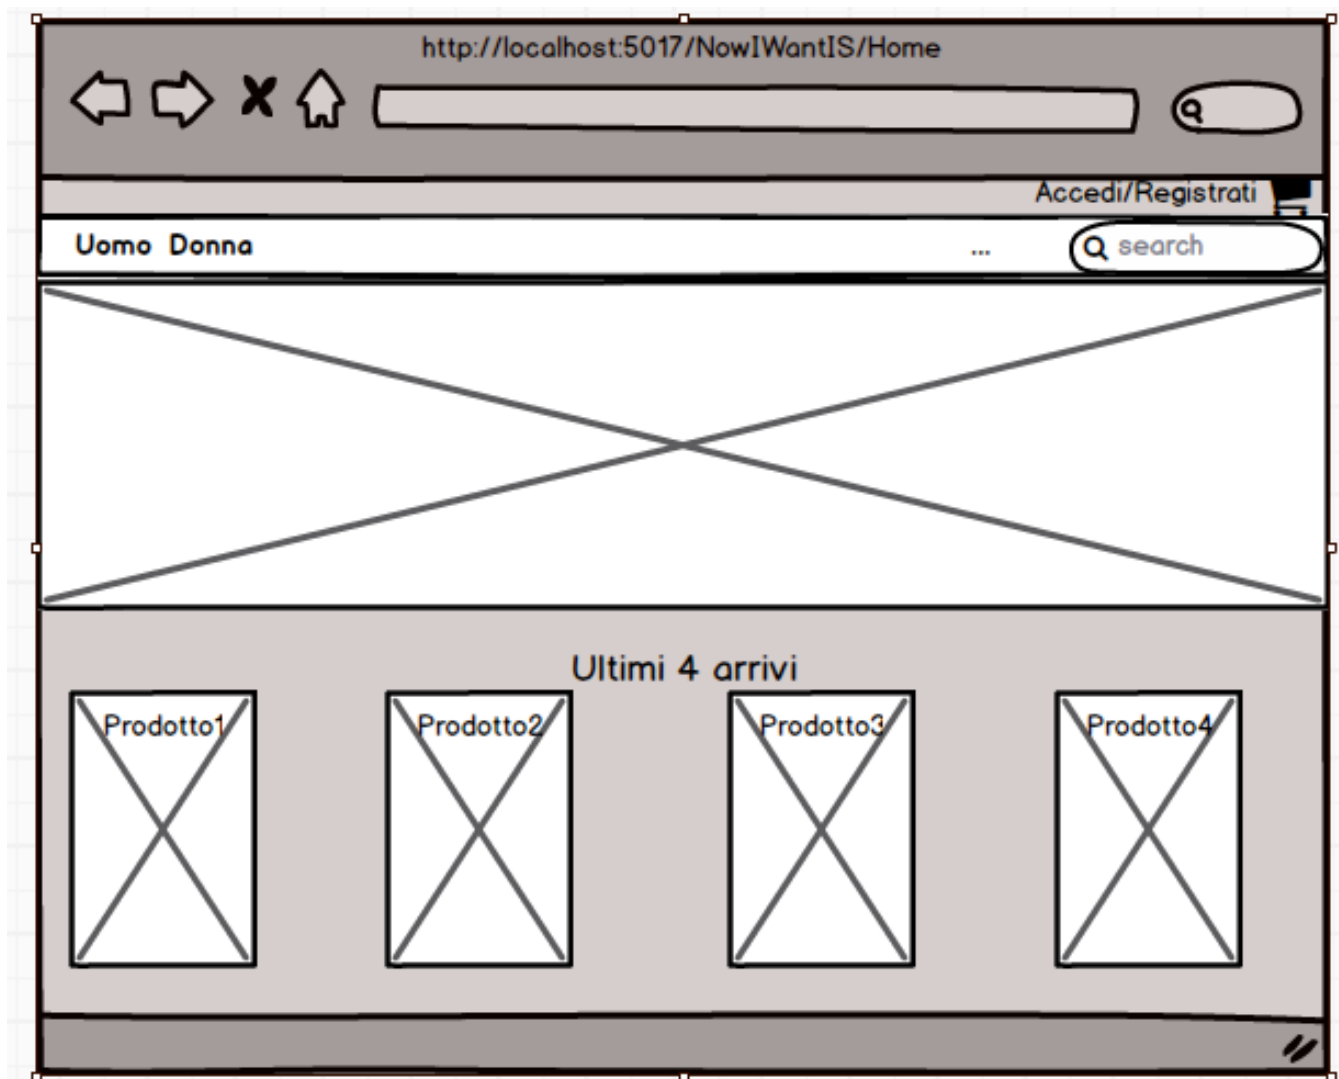 http://localhost:5017/NowIWantIS/Home
Accedi/Registrati
Uomo Donna ... search
Ultimi 4 arrivi
Prodotto1 Prodotto2 Prodotto3 Prodotto4